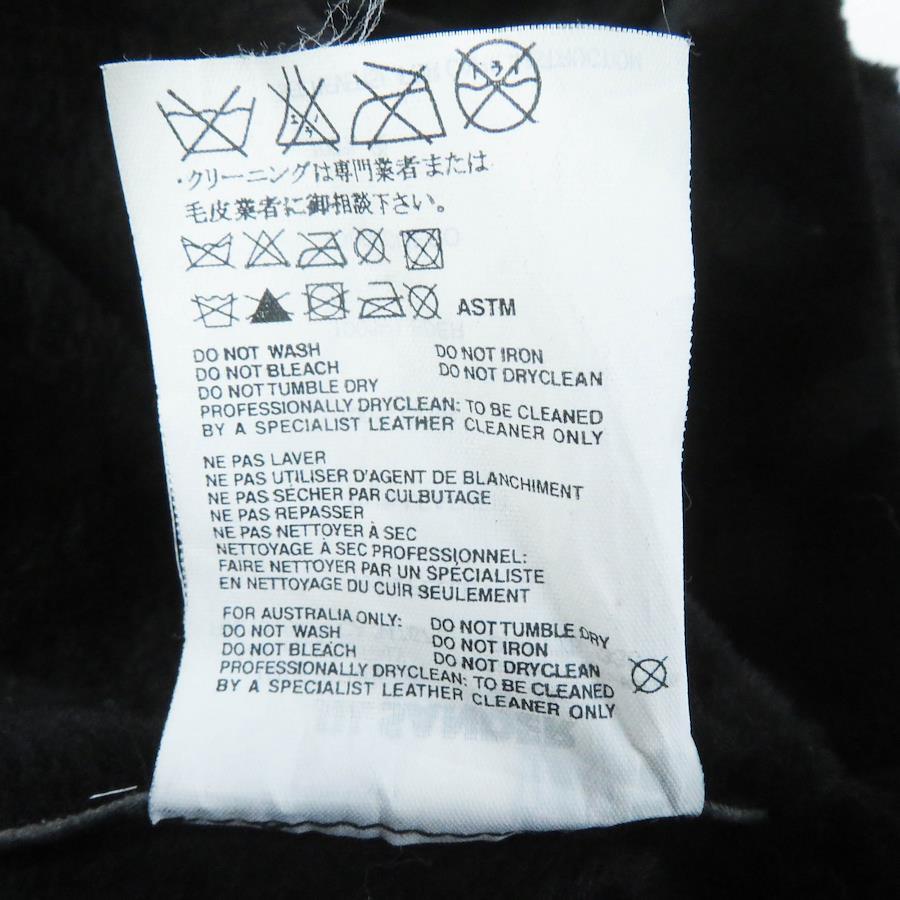 ・クリーニングは専門業者または
毛皮業者に御相談下さい。
ASTM
DO NOT WASH DO NOT IRON
DO NOT BLEACH DO NOT DRYCLEAN
DO NOT TUMBLE DRY
PROFESSIONALLY DRYCLEAN: TO BE CLEANED
BY A SPECIALIST LEATHER CLEANER ONLY
NE PAS LAVER
NE PAS UTILISER D'AGENT DE BLANCHIMENT
NE PAS SÉCHER PAR CULBUTAGE
NE PAS REPASSER
NE PAS NETTOYER À SEC
NETTOYAGE À SEC PROFESSIONNEL:
FAIRE NETTOYER PAR UN SPÉCIALISTE
EN NETTOYAGE DU CUIR SEULEMENT
FOR AUSTRALIA ONLY: DO NOT TUMBLE DRY
DO NOT WASH DO NOT IRON
DO NOT BLEACH DO NOT DRYCLEAN
PROFESSIONALLY DRYCLEAN: TO BE CLEANED
BY A SPECIALIST LEATHER CLEANER ONLY